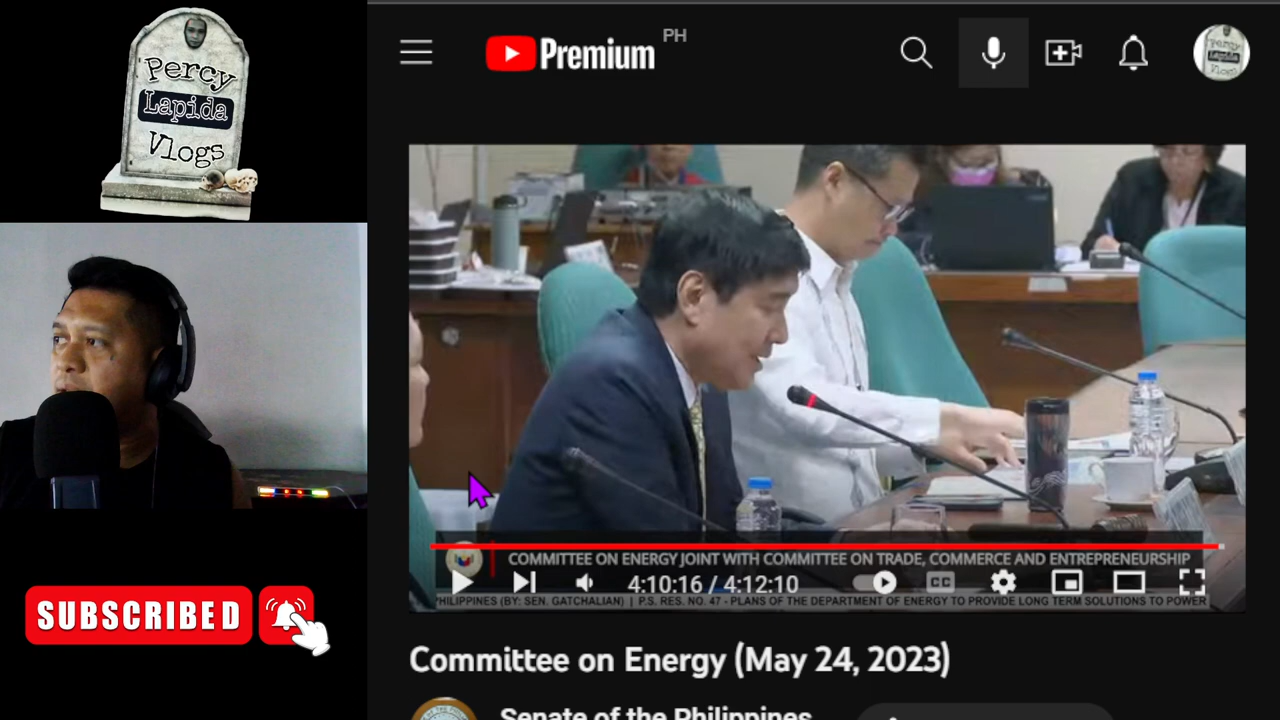 Percy
Lapida
Vlogs
SUBSCRIBED
Premium
PH
COMMITTEE ON ENERGY JOINT WITH COMMITTEE ON TRADE, COMMERCE AND ENTREPRENEURSHIP
4:10:16 / 4:12:10
CC
HILIPPINES (BY: SEN. GATCHALIAN) | P.S. RES. NO. 47 - PLANS OF THE DEPARTMENT OF ENERGY TO PROVIDE LONG TERM SOLUTIONS TO POWER
Committee on Energy (May 24, 2023)
Senate of the Philippines